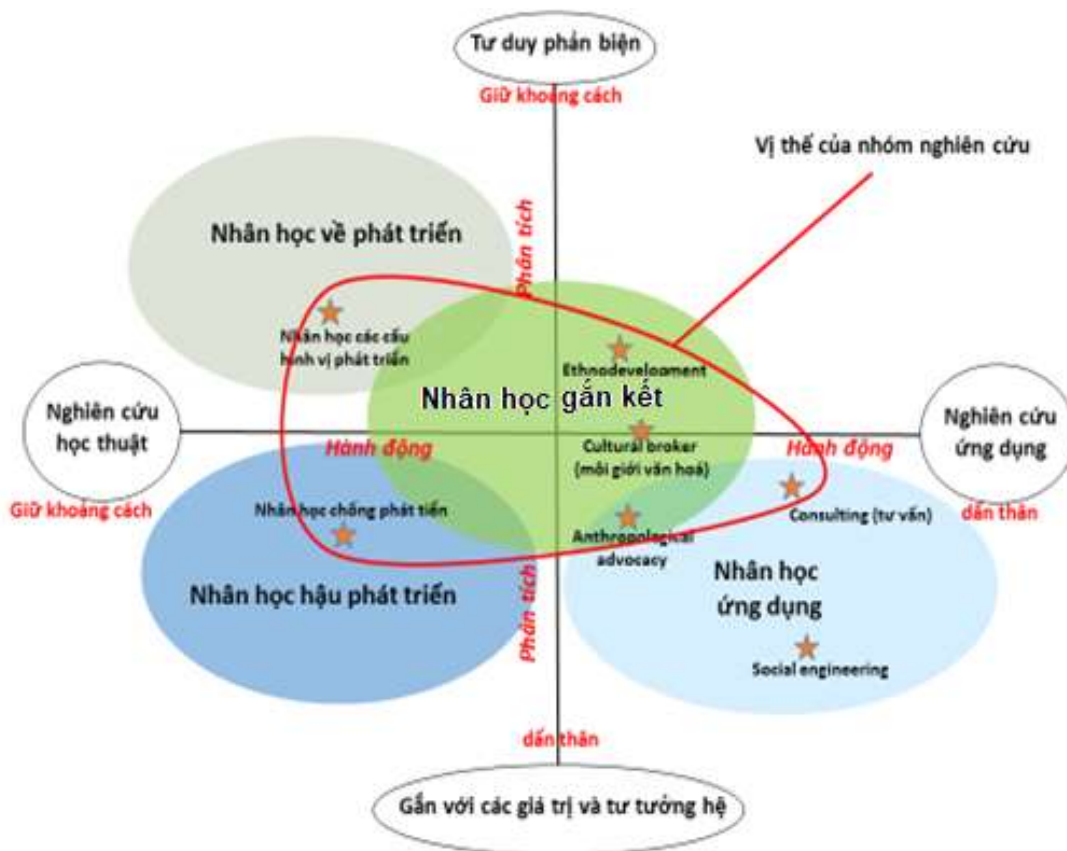 Tư duy phản biện
Giữ khoảng cách
Vị thế của nhóm nghiên cứu
Phân tích
Nhân học về phát triển
Nhân học các cấu
hình vị phát triển
Ethnodevelopment
Nhân học gắn kết
Nghiên cứu
học thuật
Nghiên cứu
ứng dụng
Hành động
Cultural broker
(môi giới văn hoá)
Hành động
Giữ khoảng cách
dấn thân
Nhân học chống phát tiển
Consulting (tư vấn)
Anthropological
advocacy
Nhân học hậu phát triển
Nhân học
ứng dụng
Phân tích
Social engineering
dấn thân
Gắn với các giá trị và tư tưởng hệ